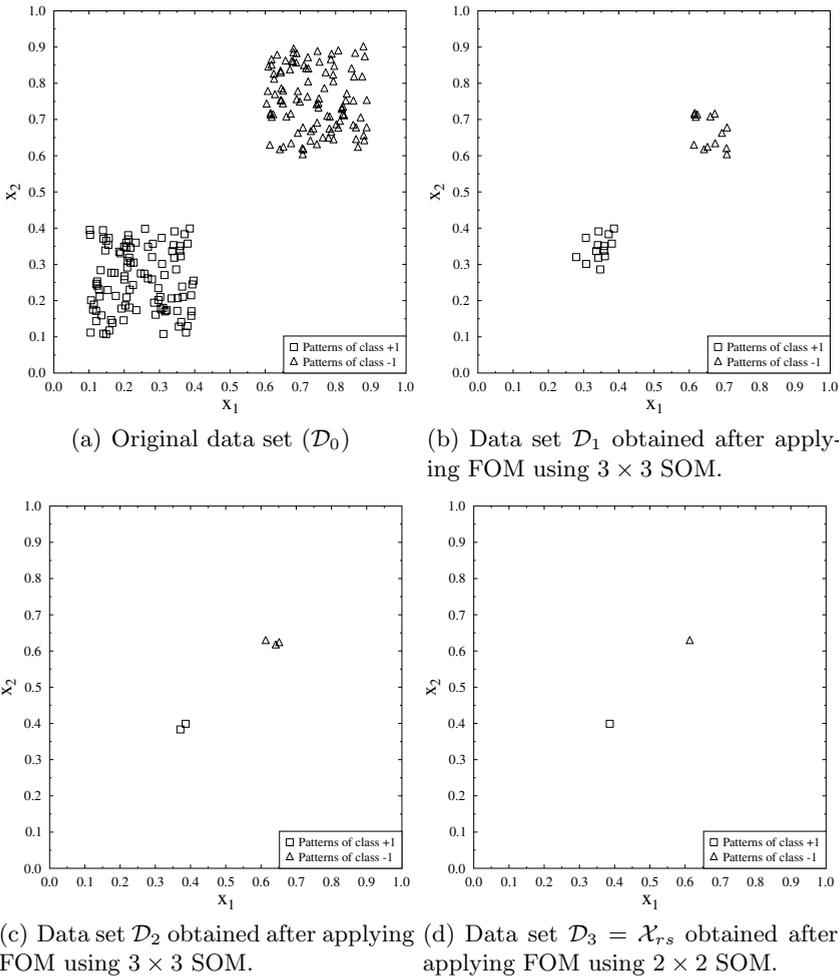 1.0
0.9
0.8
0.7
0.6
0.5
0.4
0.3
0.2
0.1
0.0
x₂
0.0 0.1 0.2 0.3 0.4 0.5 0.6 0.7 0.8 0.9 1.0
x₁
Patterns of class +1
Patterns of class -1
(a) Original data set (𝒟₀)
1.0
0.9
0.8
0.7
0.6
0.5
0.4
0.3
0.2
0.1
0.0
x₂
0.0 0.1 0.2 0.3 0.4 0.5 0.6 0.7 0.8 0.9 1.0
x₁
Patterns of class +1
Patterns of class -1
(b) Data set 𝒟₁ obtained after apply-
ing FOM using 3 × 3 SOM.
1.0
0.9
0.8
0.7
0.6
0.5
0.4
0.3
0.2
0.1
0.0
x₂
0.0 0.1 0.2 0.3 0.4 0.5 0.6 0.7 0.8 0.9 1.0
x₁
Patterns of class +1
Patterns of class -1
(c) Data set 𝒟₂ obtained after applying
FOM using 3 × 3 SOM.
1.0
0.9
0.8
0.7
0.6
0.5
0.4
0.3
0.2
0.1
0.0
x₂
0.0 0.1 0.2 0.3 0.4 0.5 0.6 0.7 0.8 0.9 1.0
x₁
Patterns of class +1
Patterns of class -1
(d) Data set 𝒟₃ = 𝒳ᵣₛ obtained after
applying FOM using 2 × 2 SOM.